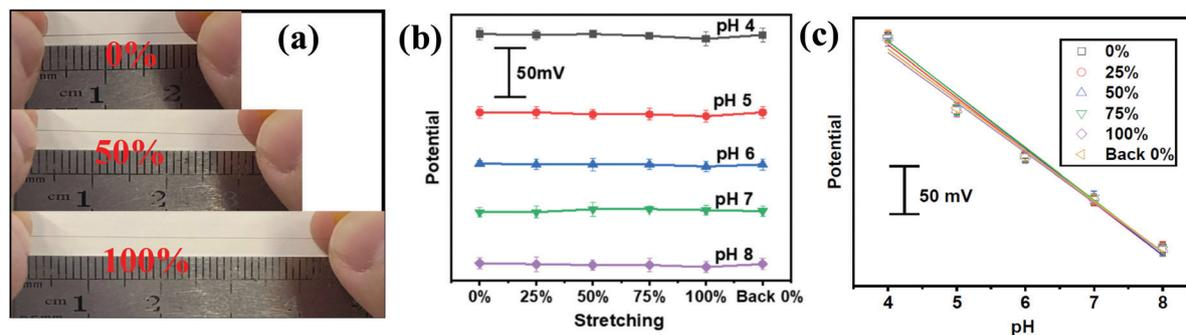 (a)
0%
cm
1
2
50%
cm
1
2
100%
cm
1
2
(b)
Potential
50mV
pH 4
pH 5
pH 6
pH 7
pH 8
0% 25% 50% 75% 100% Back 0%
Stretching
(c)
Potential
50 mV
0%
25%
50%
75%
100%
Back 0%
4 5 6 7 8
pH